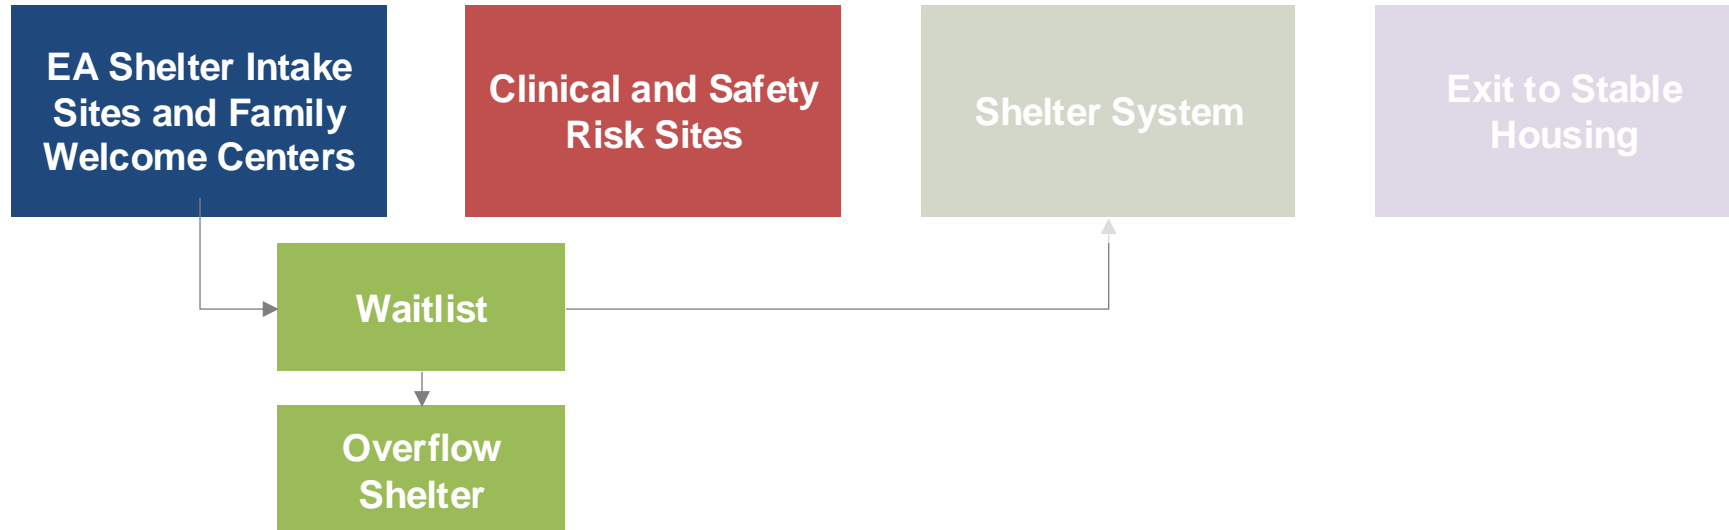 EA Shelter Intake
Sites and Family
Welcome Centers
Clinical and Safety
Risk Sites
Shelter System
Exit to Stable
Housing
Waitlist
Overflow
Shelter